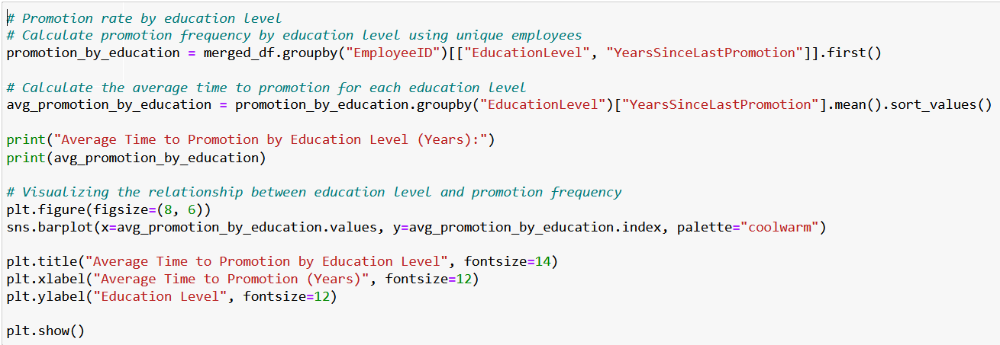 # Promotion rate by education level
# Calculate promotion frequency by education level using unique employees
promotion_by_education = merged_df.groupby("EmployeeID")[["EducationLevel", "YearsSinceLastPromotion"]].first()
# Calculate the average time to promotion for each education level
avg_promotion_by_education = promotion_by_education.groupby("EducationLevel")["YearsSinceLastPromotion"].mean().sort_values()
print("Average Time to Promotion by Education Level (Years):")
print(avg_promotion_by_education)
# Visualizing the relationship between education level and promotion frequency
plt.figure(figsize=(8, 6))
sns.barplot(x=avg_promotion_by_education.values, y=avg_promotion_by_education.index, palette="coolwarm")
plt.title("Average Time to Promotion by Education Level", fontsize=14)
plt.xlabel("Average Time to Promotion (Years)", fontsize=12)
plt.ylabel("Education Level", fontsize=12)
plt.show()